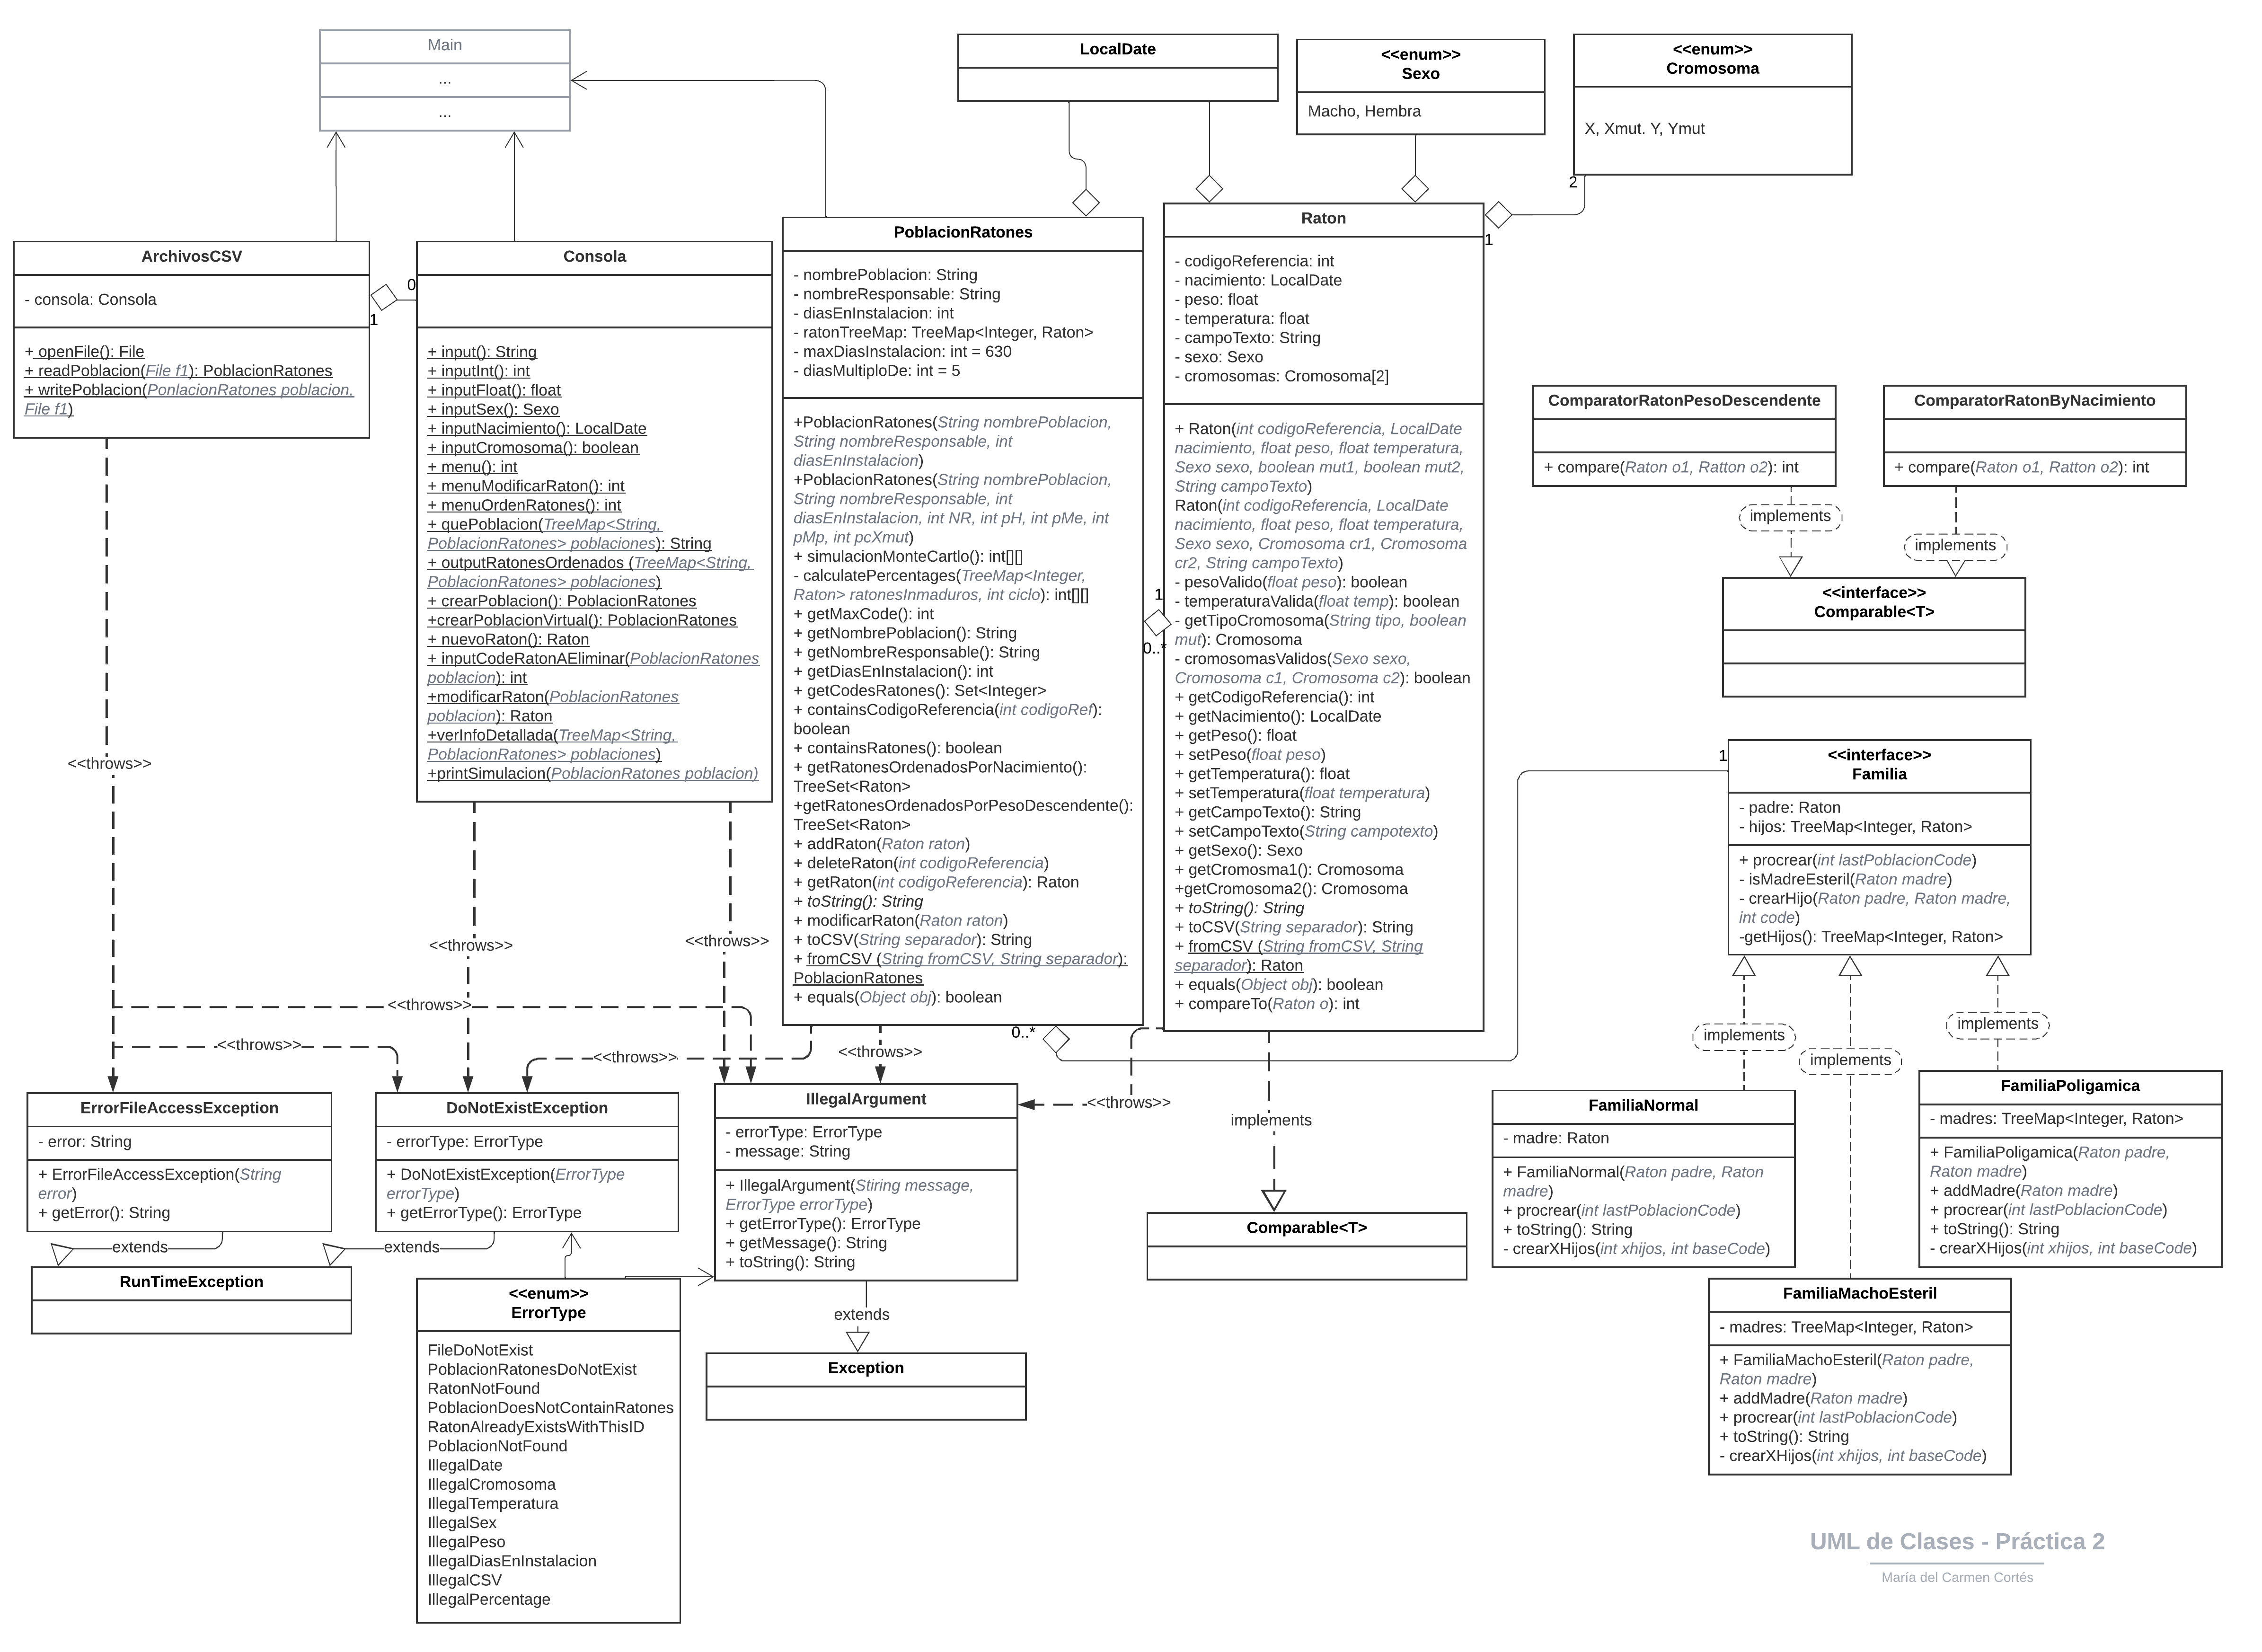 Main
...
...
LocalDate
<<enum>>
Sexo
Macho, Hembra
<<enum>>
Cromosoma
X, Xmut. Y, Ymut
2
1
ArchivosCSV
- consola: Consola
+ openFile(): File
+ readPoblacion(File f1): PoblacionRatones
+ writePoblacion(PonlacionRatones poblacion,
File f1)
0
1
Consola
+ input(): String
+ inputInt(): int
+ inputFloat(): float
+ inputSex(): Sexo
+ inputNacimiento(): LocalDate
+ inputCromosoma(): boolean
+ menu(): int
+ menuModificarRaton(): int
+ menuOrdenRatones(): int
+ quePoblacion(TreeMap<String,
PoblacionRatones> poblaciones): String
+ outputRatonesOrdenados (TreeMap<String,
PoblacionRatones> poblaciones)
+ crearPoblacion(): PoblacionRatones
+crearPoblacionVirtual(): PoblacionRatones
+ nuevoRaton(): Raton
+ inputCodeRatonAEliminar(PoblacionRatones
poblacion): int
+modificarRaton(PoblacionRatones
poblacion): Raton
+verInfoDetallada(TreeMap<String,
PoblacionRatones> poblaciones)
+printSimulacion(PoblacionRatones poblacion)
PoblacionRatones
- nombrePoblacion: String
- nombreResponsable: String
- diasEnInstalacion: int
- ratonTreeMap: TreeMap<Integer, Raton>
- maxDiasInstalacion: int = 630
- diasMultiploDe: int = 5
+PoblacionRatones(String nombrePoblacion,
String nombreResponsable, int
diasEnInstalacion)
+PoblacionRatones(String nombrePoblacion,
String nombreResponsable, int
diasEnInstalacion, int NR, int pH, int pMe, int
pMp, int pcXmut)
+ simulacionMonteCartlo(): int[][]
- calculatePercentages(TreeMap<Integer,
Raton> ratonesInmaduros, int ciclo): int[][]
+ getMaxCode(): int
+ getNombrePoblacion(): String
+ getNombreResponsable(): String
+ getDiasEnInstalacion(): int
+ getCodesRatones(): Set<Integer>
+ containsCodigoReferencia(int codigoRef):
boolean
+ containsRatones(): boolean
+ getRatonesOrdenadosPorNacimiento():
TreeSet<Raton>
+getRatonesOrdenadosPorPesoDescendente():
TreeSet<Raton>
+ addRaton(Raton raton)
+ deleteRaton(int codigoReferencia)
+ getRaton(int codigoReferencia): Raton
+ toString(): String
+ modificarRaton(Raton raton)
+ toCSV(String separador): String
+ fromCSV (String fromCSV, String separador):
PoblacionRatones
+ equals(Object obj): boolean
1
0..*
0..*
Raton
- codigoReferencia: int
- nacimiento: LocalDate
- peso: float
- temperatura: float
- campoTexto: String
- sexo: Sexo
- cromosomas: Cromosoma[2]
+ Raton(int codigoReferencia, LocalDate
nacimiento, float peso, float temperatura,
Sexo sexo, boolean mut1, boolean mut2,
String campoTexto)
Raton(int codigoReferencia, LocalDate
nacimiento, float peso, float temperatura,
Sexo sexo, Cromosoma cr1, Cromosoma
cr2, String campoTexto)
- pesoValido(float peso): boolean
- temperaturaValida(float temp): boolean
- getTipoCromosoma(String tipo, boolean
mut): Cromosoma
- cromosomasValidos(Sexo sexo,
Cromosoma c1, Cromosoma c2): boolean
+ getCodigoReferencia(): int
+ getNacimiento(): LocalDate
+ getPeso(): float
+ setPeso(float peso)
+ getTemperatura(): float
+ setTemperatura(float temperatura)
+ getCampoTexto(): String
+ setCampoTexto(String campotexto)
+ getSexo(): Sexo
+ getCromosma1(): Cromosoma
+getCromosoma2(): Cromosoma
+ toString(): String
+ toCSV(String separador): String
+ fromCSV (String fromCSV, String
separador): Raton
+ equals(Object obj): boolean
+ compareTo(Raton o): int
ComparatorRatonPesoDescendente
+ compare(Raton o1, Ratton o2): int
ComparatorRatonByNacimiento
+ compare(Raton o1, Ratton o2): int
implements
implements
<<interface>>
Comparable<T>
1
<<interface>>
Familia
- padre: Raton
- hijos: TreeMap<Integer, Raton>
+ procrear(int lastPoblacionCode)
- isMadreEsteril(Raton madre)
- crearHijo(Raton padre, Raton madre,
int code)
-getHijos(): TreeMap<Integer, Raton>
implements
implements
implements
<<throws>>
<<throws>>
<<throws>>
<<throws>>
<<throws>>
<<throws>>
<<throws>>
<<throws>>
implements
ErrorFileAccessException
- error: String
+ ErrorFileAccessException(String
error)
+ getError(): String
DoNotExistException
- errorType: ErrorType
+ DoNotExistException(ErrorType
errorType)
+ getErrorType(): ErrorType
IllegalArgument
- errorType: ErrorType
- message: String
+ IllegalArgument(Stiring message,
ErrorType errorType)
+ getErrorType(): ErrorType
+ getMessage(): String
+ toString(): String
extends
extends
extends
RunTimeException
<<enum>>
ErrorType
FileDoNotExist
PoblacionRatonesDoNotExist
RatonNotFound
PoblacionDoesNotContainRatones
RatonAlreadyExistsWithThisID
PoblacionNotFound
IllegalDate
IllegalCromosoma
IllegalTemperatura
IllegalSex
IllegalPeso
IllegalDiasEnInstalacion
IllegalCSV
IllegalPercentage
Exception
Comparable<T>
FamiliaNormal
- madre: Raton
+ FamiliaNormal(Raton padre, Raton
madre)
+ procrear(int lastPoblacionCode)
+ toString(): String
- crearXHijos(int xhijos, int baseCode)
FamiliaPoligamica
- madres: TreeMap<Integer, Raton>
+ FamiliaPoligamica(Raton padre,
Raton madre)
+ addMadre(Raton madre)
+ procrear(int lastPoblacionCode)
+ toString(): String
- crearXHijos(int xhijos, int baseCode)
FamiliaMachoEsteril
- madres: TreeMap<Integer, Raton>
+ FamiliaMachoEsteril(Raton padre,
Raton madre)
+ addMadre(Raton madre)
+ procrear(int lastPoblacionCode)
+ toString(): String
- crearXHijos(int xhijos, int baseCode)
UML de Clases - Práctica 2
María del Carmen Cortés